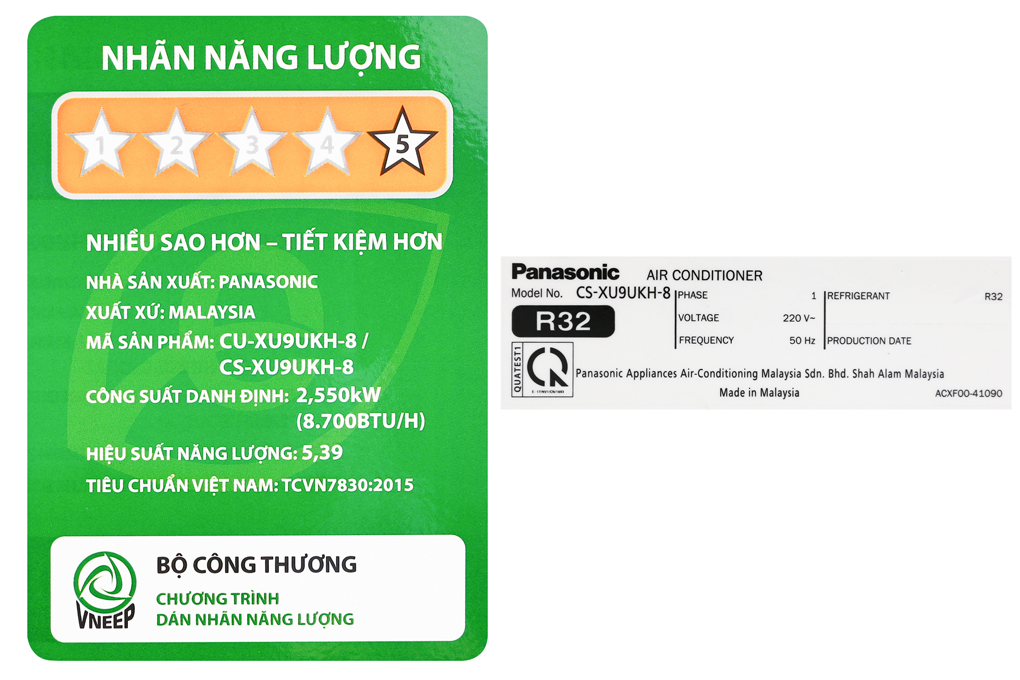 NHÃN NĂNG LƯỢNG
1 2 3 4 5
NHIỀU SAO HƠN – TIẾT KIỆM HƠN
NHÀ SẢN XUẤT: PANASONIC
XUẤT XỨ: MALAYSIA
MÃ SẢN PHẨM: CU-XU9UKH-8 /
CS-XU9UKH-8
CÔNG SUẤT DANH ĐỊNH: 2,550kW
(8.700BTU/H)
HIỆU SUẤT NĂNG LƯỢNG: 5,39
TIÊU CHUẨN VIỆT NAM: TCVN7830:2015
VNEEP
BỘ CÔNG THƯƠNG
CHƯƠNG TRÌNH
DÁN NHÃN NĂNG LƯỢNG
Panasonic AIR CONDITIONER
Model No. CS-XU9UKH-8
R32
PHASE 1
VOLTAGE 220 V~
FREQUENCY 50 Hz
REFRIGERANT R32
PRODUCTION DATE
QUATEST1
Panasonic Appliances Air-Conditioning Malaysia Sdn. Bhd. Shah Alam Malaysia
Made in Malaysia
ACXF00-41090